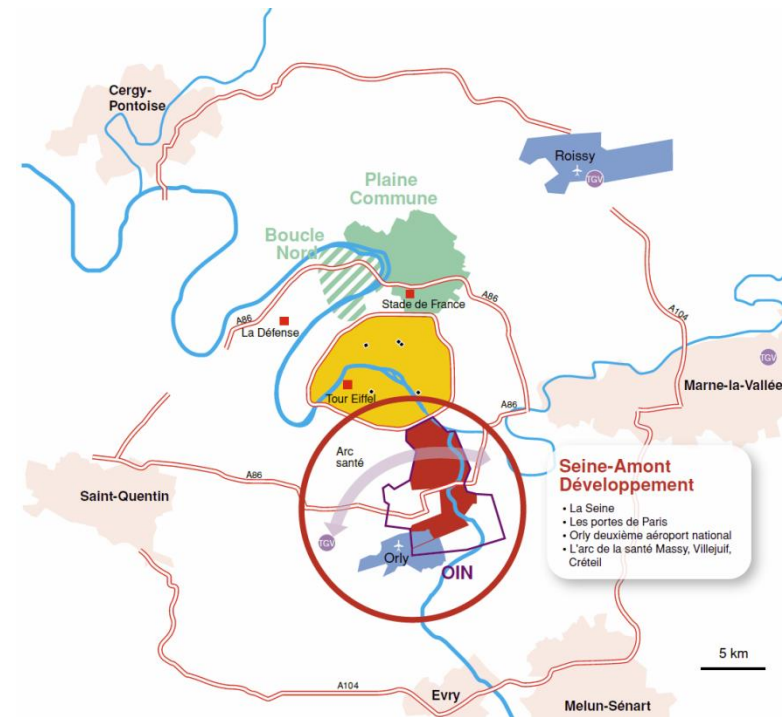 Cergy-
Pontoise
Roissy
TGV
Plaine
Commune
Boucle
Nord
Stade de France
A86
A86
La Défense
A104
TGV
Marne-la-Vallée
Tour Eiffel
A86
Arc
santé
A86
Saint-Quentin
Seine-Amont
Développement
• La Seine
• Les portes de Paris
• Orly deuxième aéroport national
• L'arc de la santé Massy, Villejuif,
Créteil
TGV
Orly
OIN
5 km
A104
Evry
Melun-Sénart